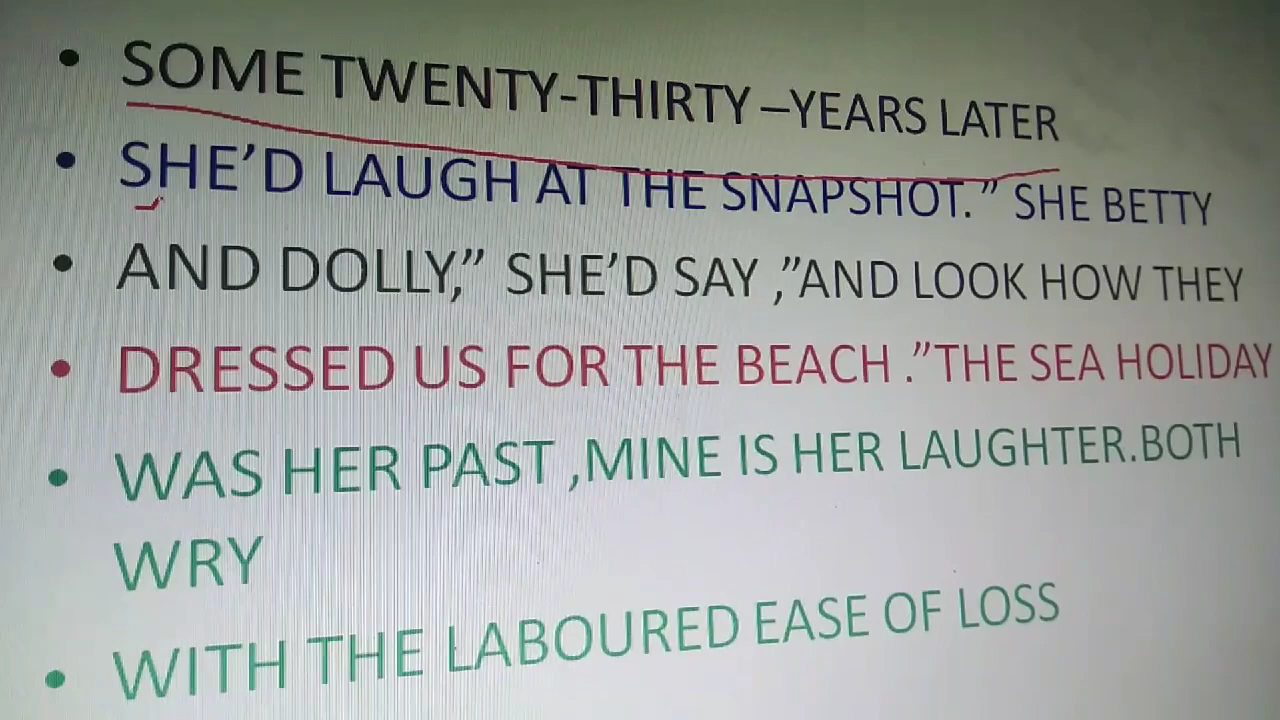 • SOME TWENTY-THIRTY –YEARS LATER
• SHE’D LAUGH AT THE SNAPSHOT.” SHE BETTY
• AND DOLLY,” SHE’D SAY ,”AND LOOK HOW THEY
• DRESSED US FOR THE BEACH .”THE SEA HOLIDAY
• WAS HER PAST ,MINE IS HER LAUGHTER.BOTH
WRY
• WITH THE LABOURED EASE OF LOSS